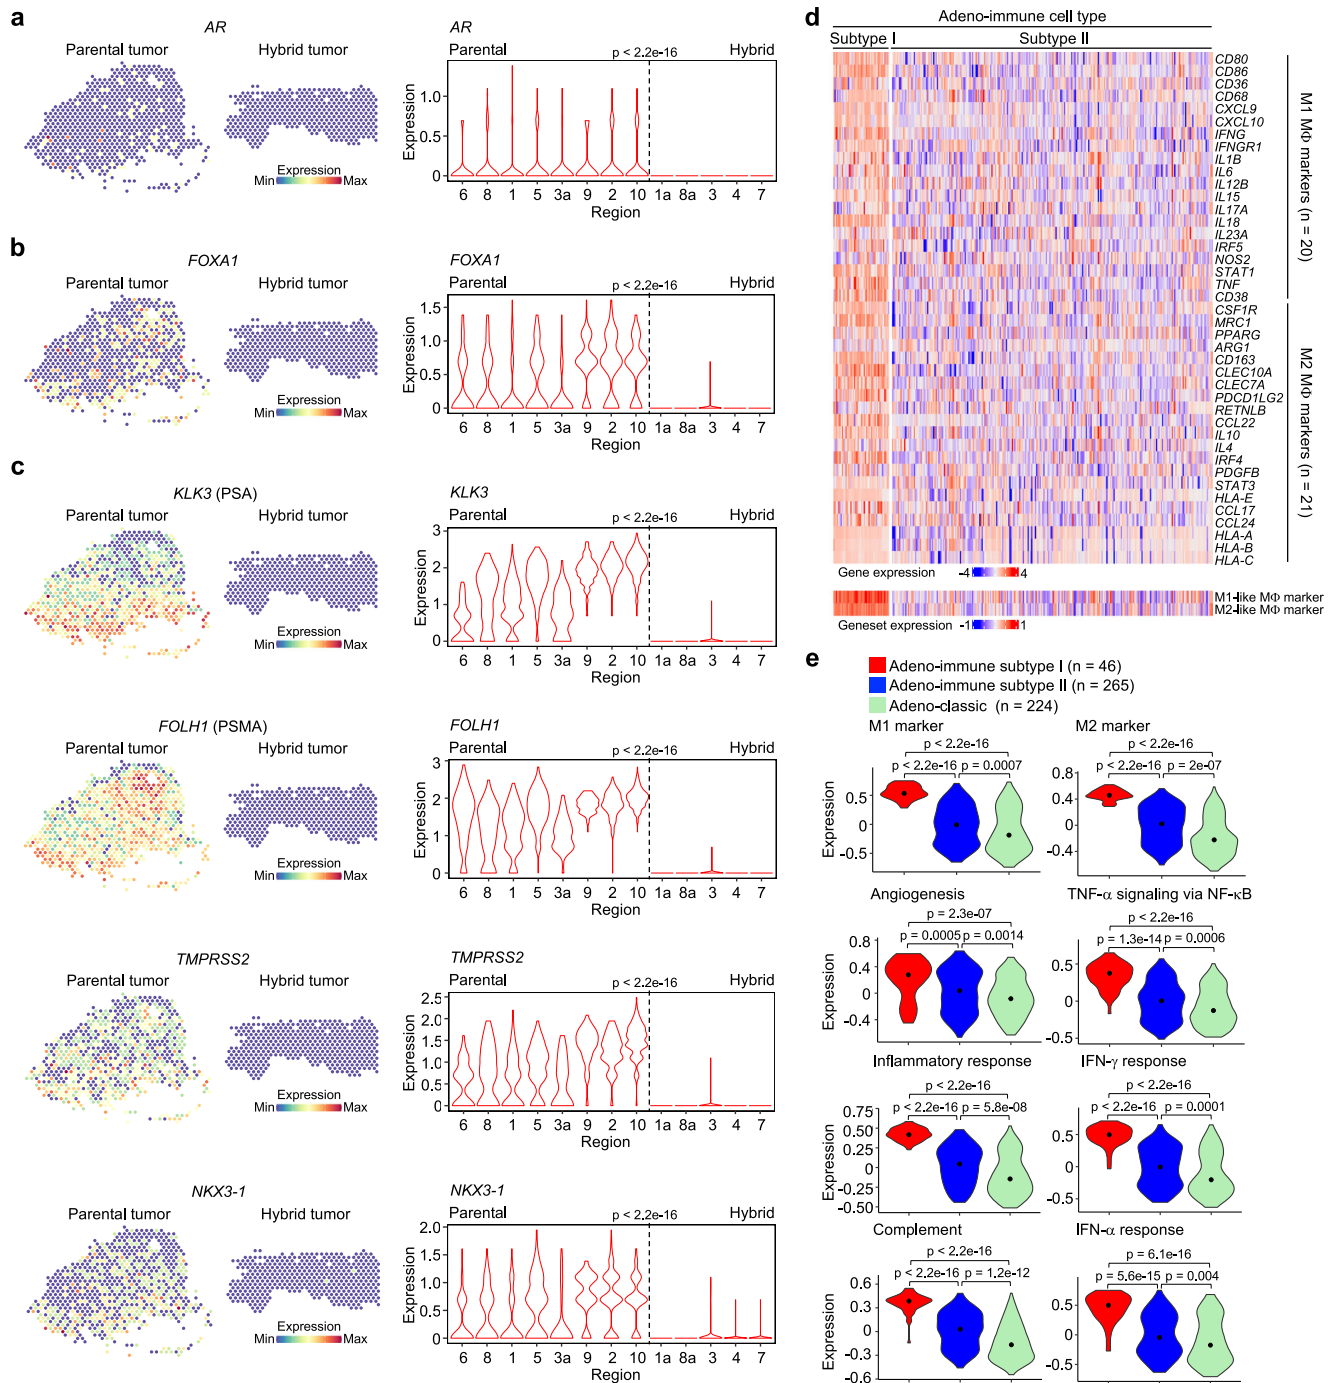 a
AR
Parental tumor
Hybrid tumor
Expression
Min
Max
AR
Parental
p < 2.2e-16
Hybrid
Expression
1.0
0.5
0
6 8 1 5 3a 9 2 10 1a 8a 3 4 7
Region
b
FOXA1
Parental tumor
Hybrid tumor
Expression
Min
Max
FOXA1
Parental
p < 2.2e-16
Hybrid
Expression
1.5
1.0
0.5
0
6 8 1 5 3a 9 2 10 1a 8a 3 4 7
Region
c
KLK3 (PSA)
Parental tumor
Hybrid tumor
Expression
Min
Max
KLK3
Parental
p < 2.2e-16
Hybrid
Expression
3
2
1
0
6 8 1 5 3a 9 2 10 1a 8a 3 4 7
Region
FOLH1 (PSMA)
Parental tumor
Hybrid tumor
Expression
Min
Max
FOLH1
Parental
p < 2.2e-16
Hybrid
Expression
3
2
1
0
6 8 1 5 3a 9 2 10 1a 8a 3 4 7
Region
TMPRSS2
Parental tumor
Hybrid tumor
Expression
Min
Max
TMPRSS2
Parental
p < 2.2e-16
Hybrid
Expression
2.5
2.0
1.5
1.0
0.5
0
6 8 1 5 3a 9 2 10 1a 8a 3 4 7
Region
NKX3-1
Parental tumor
Hybrid tumor
Expression
Min
Max
NKX3-1
Parental
p < 2.2e-16
Hybrid
Expression
2.0
1.5
1.0
0.5
0
6 8 1 5 3a 9 2 10 1a 8a 3 4 7
Region
d
Adeno-immune cell type
Subtype I
Subtype II
CD80
CD86
CD36
CD68
CXCL9
CXCL10
IFNG
IFNGR1
IL1B
IL6
IL12B
IL15
IL17A
IL18
IL23A
IRF5
NOS2
STAT1
TNF
CD38
CSF1R
MRC1
PPARG
ARG1
CD163
CLEC10A
CLEC7A
PDCD1LG2
RETNLB
CCL22
IL10
IL4
IRF4
PDGFB
STAT3
HLA-E
CCL17
CCL24
HLA-A
HLA-B
HLA-C
M1 MΦ markers (n = 20)
M2 MΦ markers (n = 21)
Gene expression
-4
4
M1-like MΦ marker
M2-like MΦ marker
Geneset expression
-1
1
e
Adeno-immune subtype I (n = 46)
Adeno-immune subtype II (n = 265)
Adeno-classic (n = 224)
M1 marker
p < 2.2e-16
p < 2.2e-16 p = 0.0007
Expression
0.5
0
-0.5
M2 marker
p < 2.2e-16
p < 2.2e-16 p = 2e-07
0.8
0.4
0
-0.4
Angiogenesis
p = 2.3e-07
p = 0.0005 p = 0.0014
Expression
0.8
0.4
0
-0.4
TNF-α signaling via NF-κB
p < 2.2e-16
p = 1.3e-14 p = 0.0006
0.5
0
-0.5
Inflammatory response
p < 2.2e-16
p < 2.2e-16 p = 5.8e-08
Expression
0.75
0.50
0.25
0
-0.25
-0.50
IFN-γ response
p < 2.2e-16
p < 2.2e-16 p = 0.0001
0.5
0
-0.5
Complement
p < 2.2e-16
p < 2.2e-16 p = 1.2e-12
Expression
0.6
0.3
0
-0.3
-0.6
IFN-α response
p = 6.1e-16
p = 5.6e-15 p = 0.004
0.5
0
-0.5